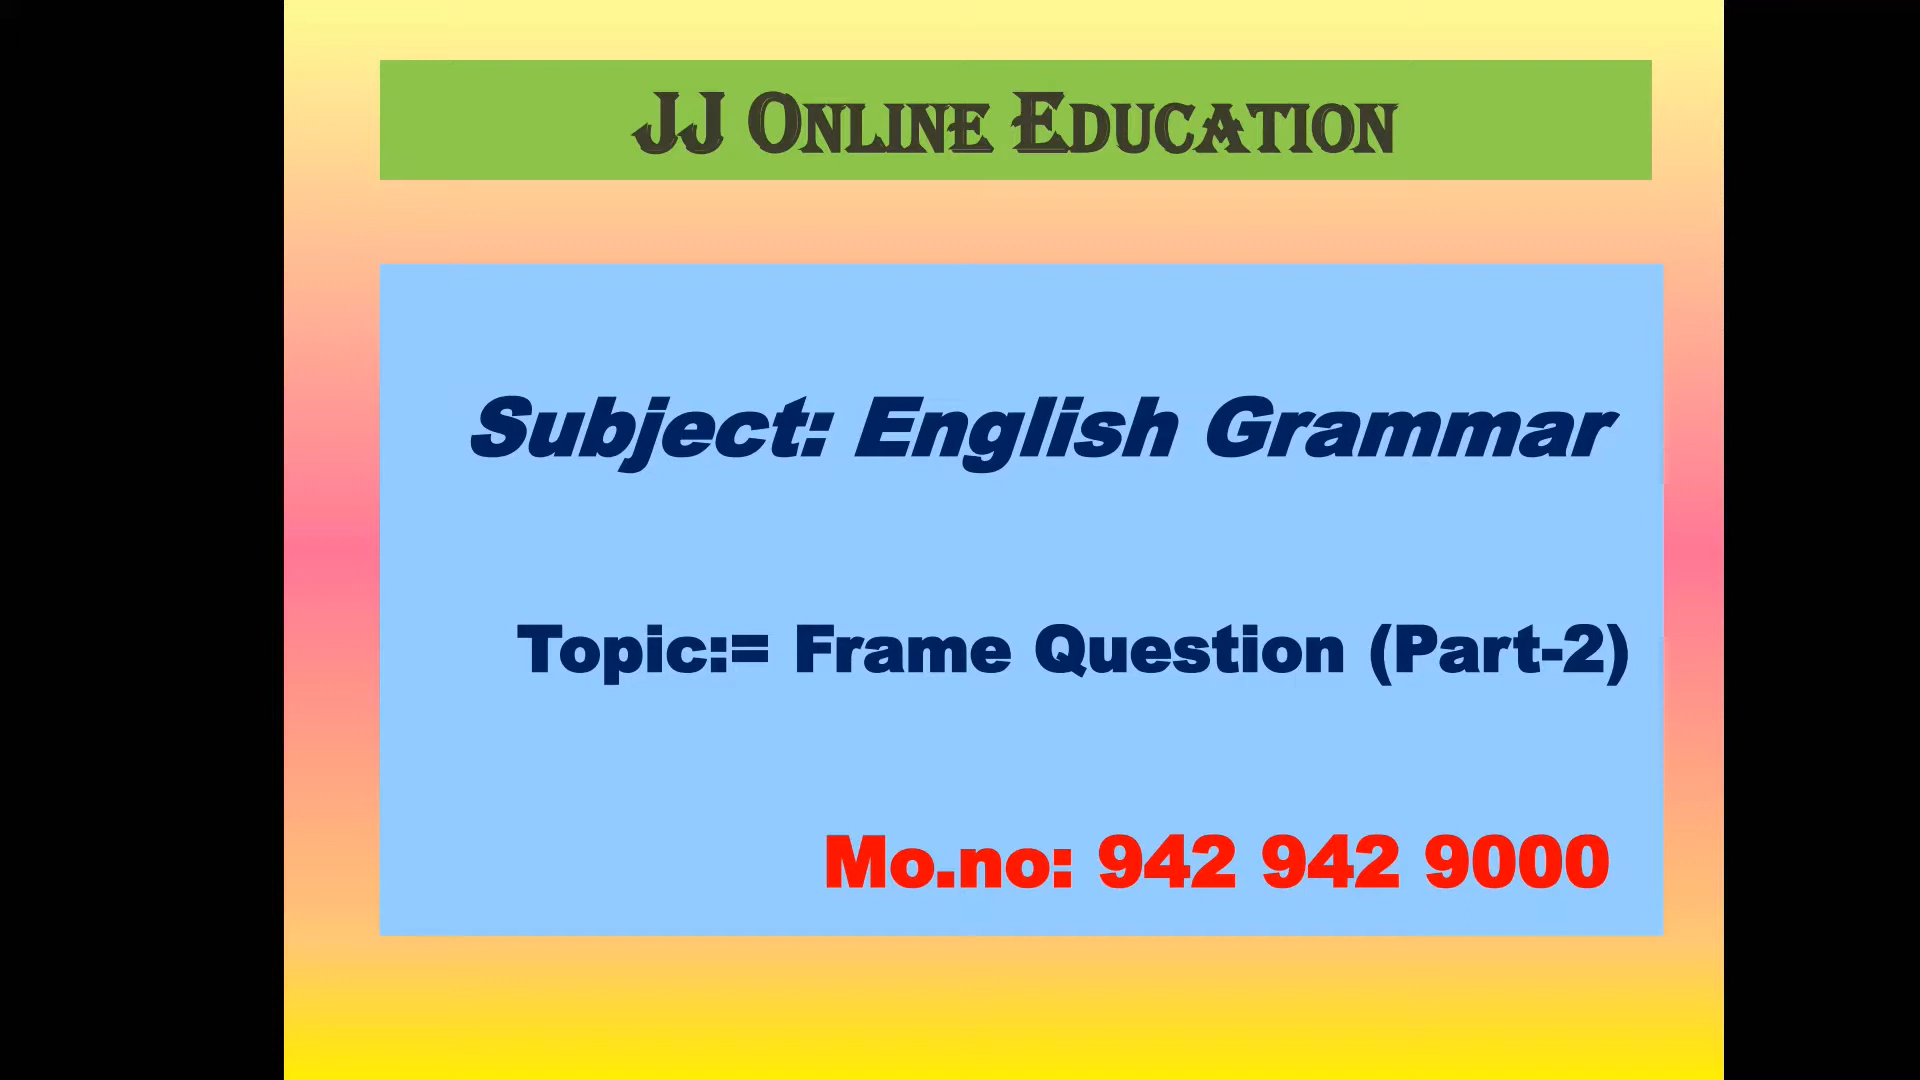 JJ Online Education
Subject: English Grammar
Topic:= Frame Question (Part-2)
Mo.no: 942 942 9000